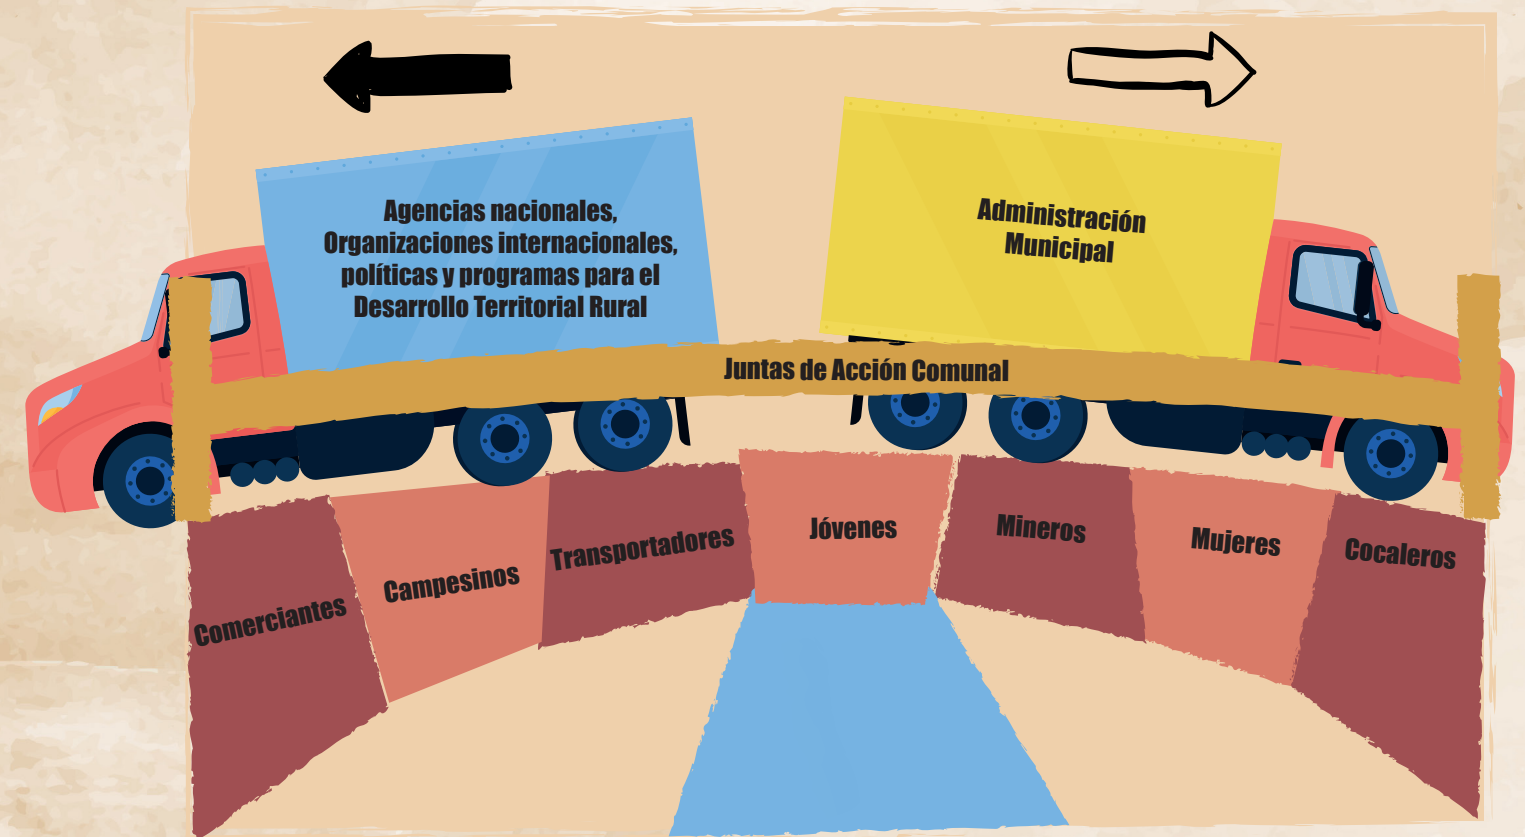 Agencias nacionales,
Organizaciones internacionales,
políticas y programas para el
Desarrollo Territorial Rural
Administración
Municipal
Juntas de Acción Comunal
Comerciantes
Campesinos
Transportadores
Jóvenes
Mineros
Mujeres
Cocaleros